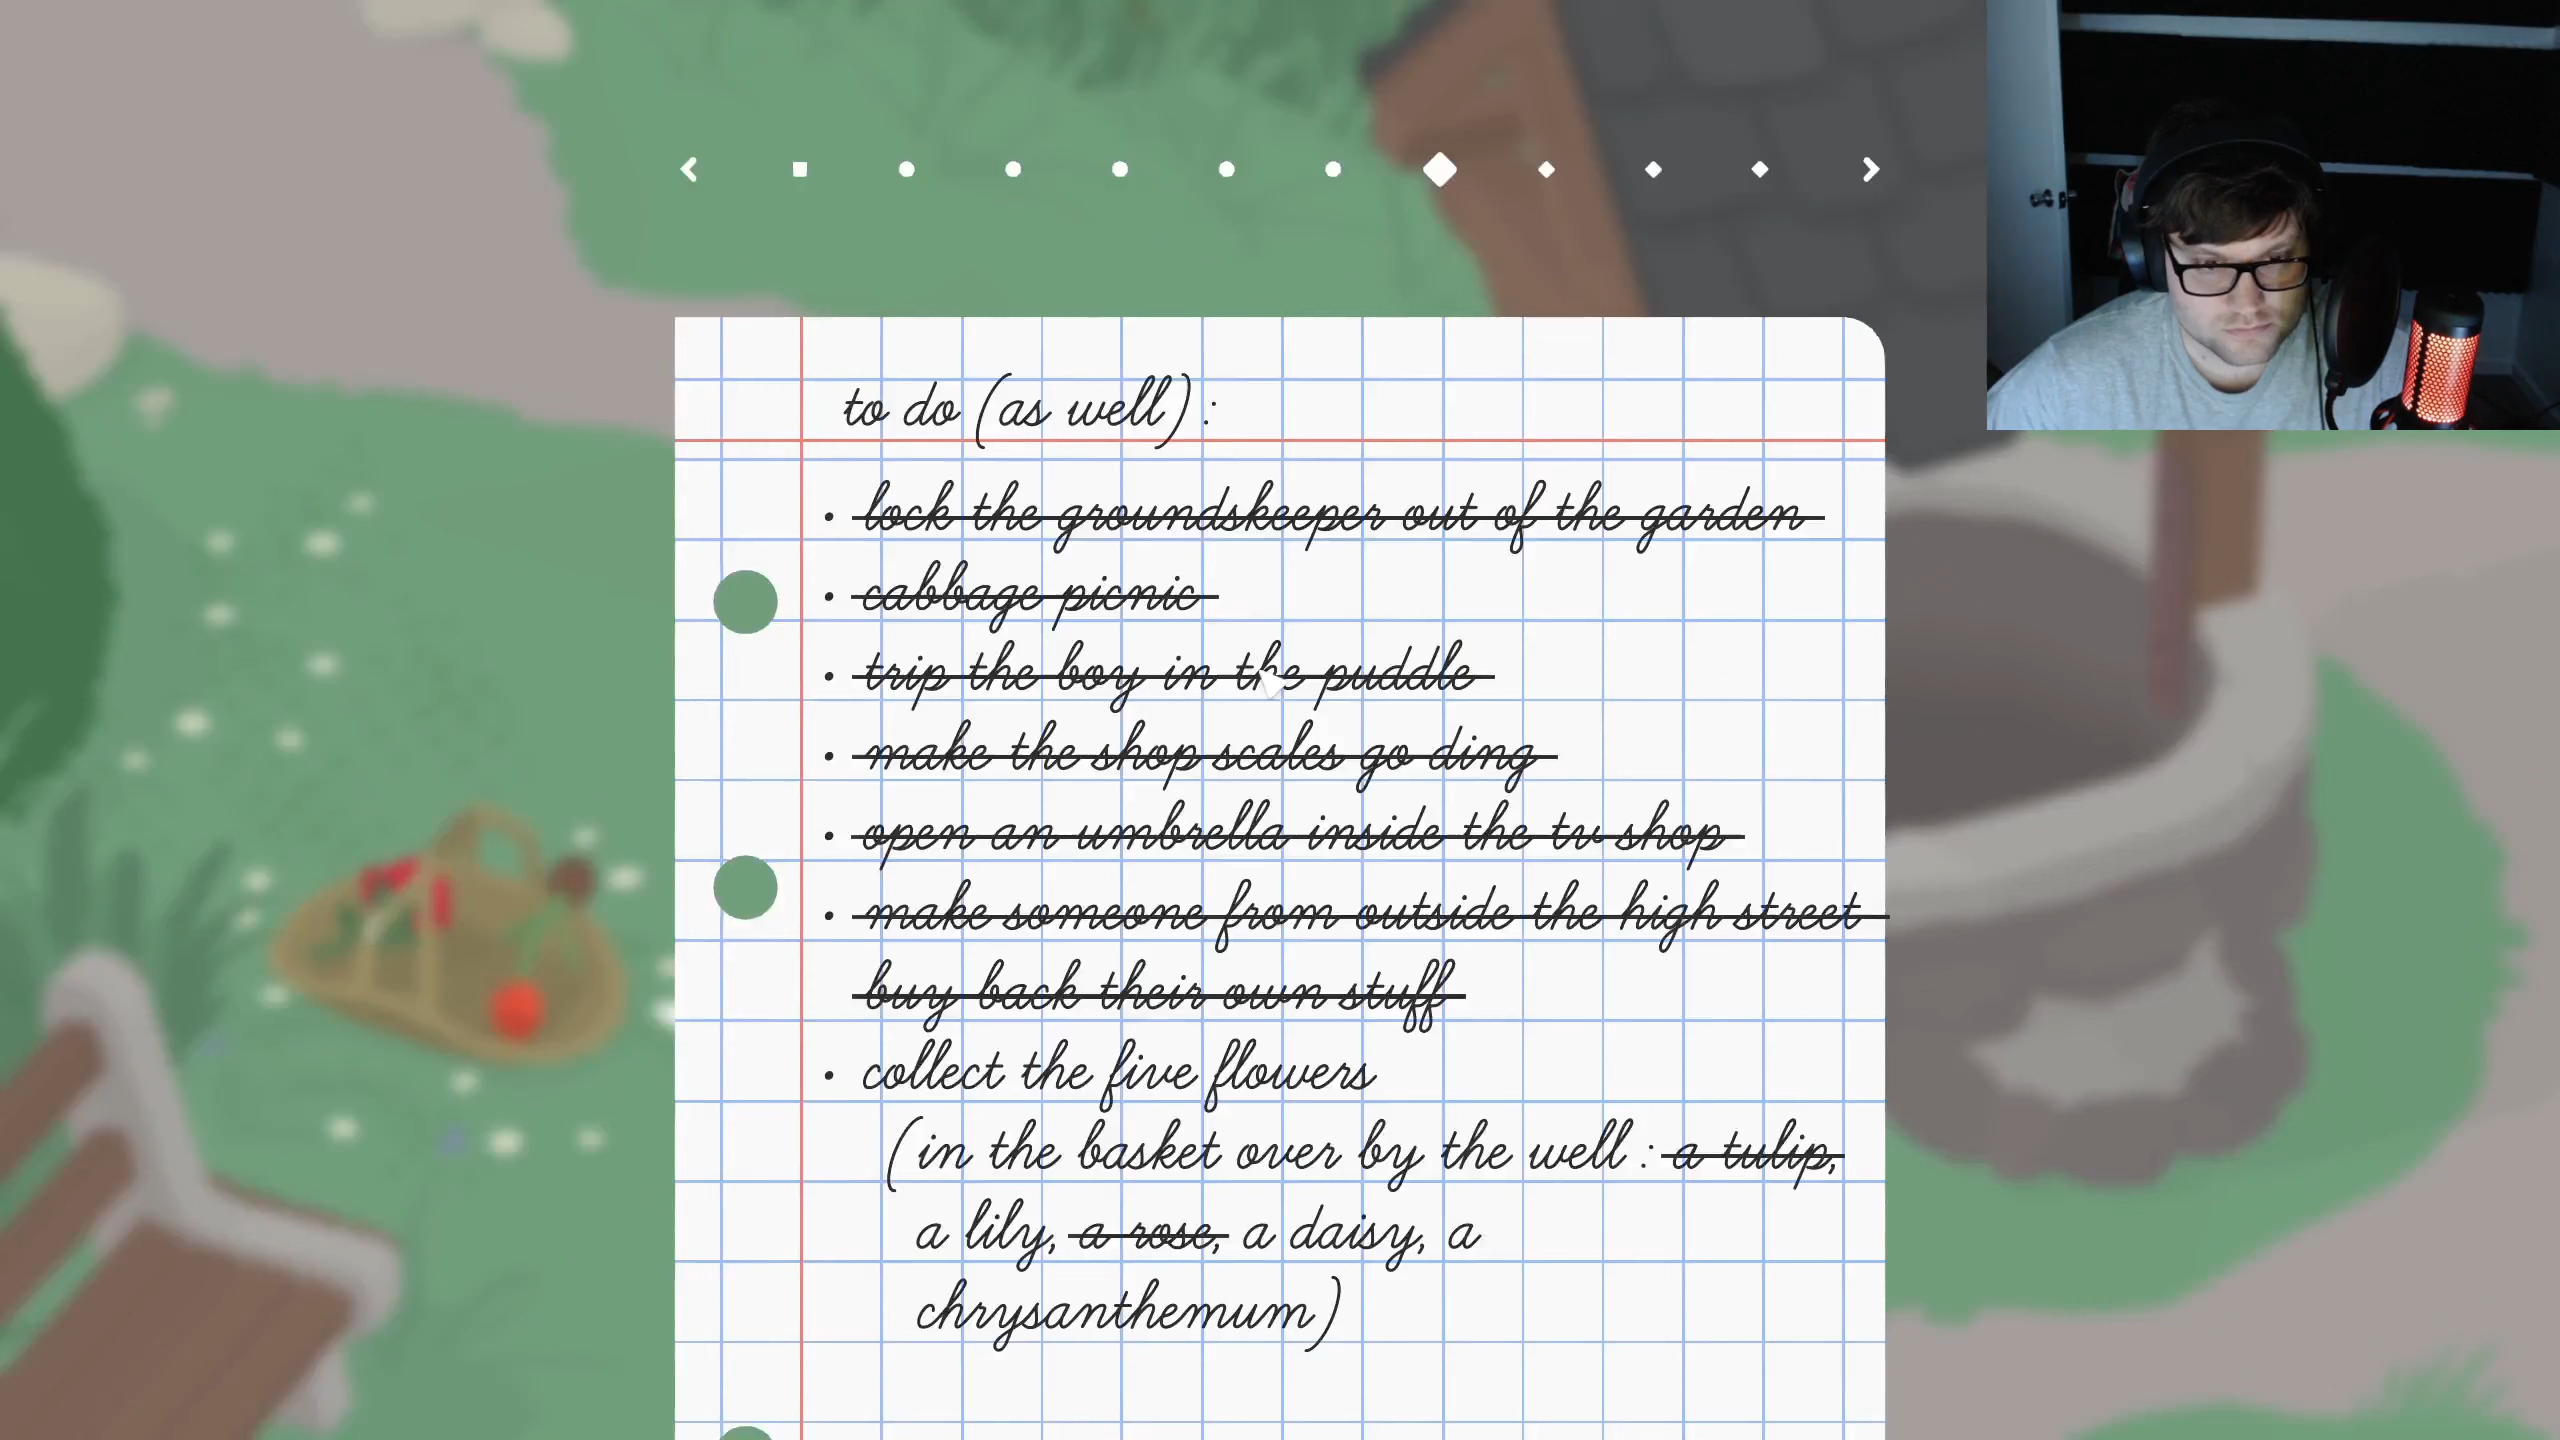 to do (as well) :
• lock the groundskeeper out of the garden
• cabbage picnic
• trip the boy in the puddle
• make the shop scales go ding
• open an umbrella inside the tv shop
• make someone from outside the high street
buy back their own stuff
• collect the five flowers
(in the basket over by the well : a tulip,
a lily, a rose, a daisy, a
chrysanthemum)